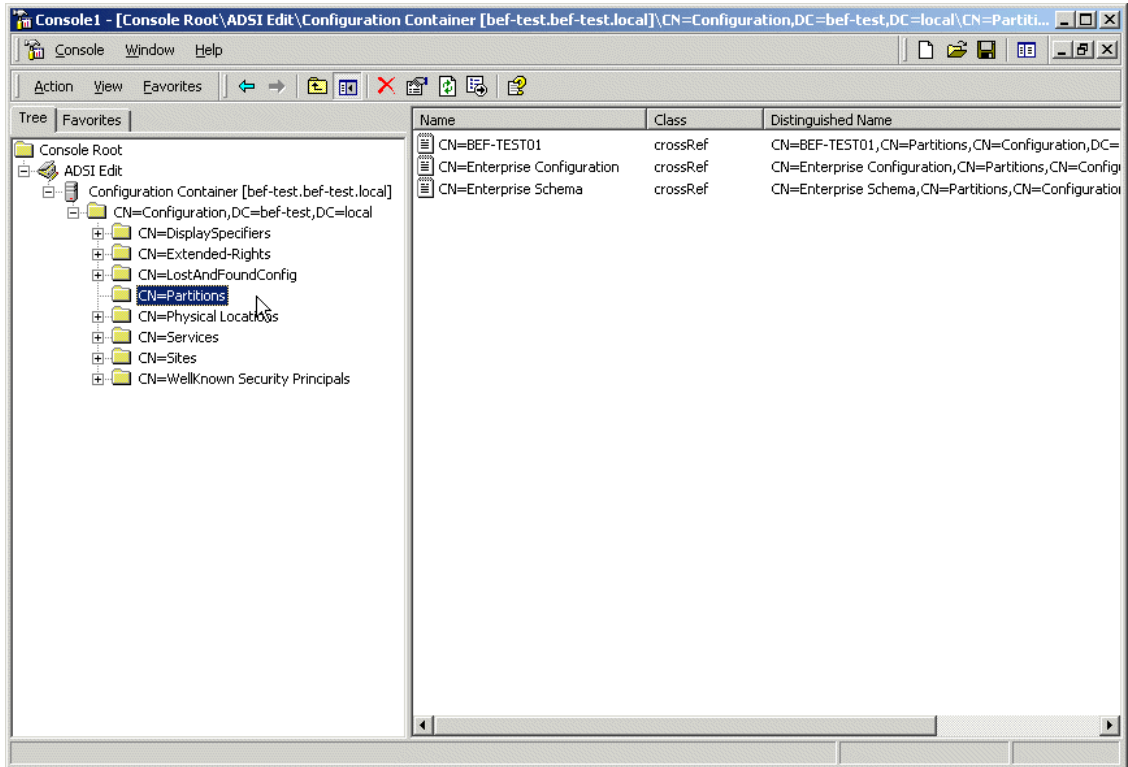 Console1 - [Console Root\ADSI Edit\Configuration Container [bef-test.bef-test.local]\CN=Configuration,DC=bef-test,DC=local\CN=Partiti...
Console Window Help
Action View Favorites
Tree Favorites
Console Root
ADSI Edit
Configuration Container [bef-test.bef-test.local]
CN=Configuration,DC=bef-test,DC=local
CN=DisplaySpecifiers
CN=Extended-Rights
CN=LostAndFoundConfig
CN=Partitions
CN=Physical Locations
CN=Services
CN=Sites
CN=WellKnown Security Principals
Name Class Distinguished Name
CN=BEF-TEST01 crossRef CN=BEF-TEST01,CN=Partitions,CN=Configuration,DC=
CN=Enterprise Configuration crossRef CN=Enterprise Configuration,CN=Partitions,CN=Config
CN=Enterprise Schema crossRef CN=Enterprise Schema,CN=Partitions,CN=Configuration